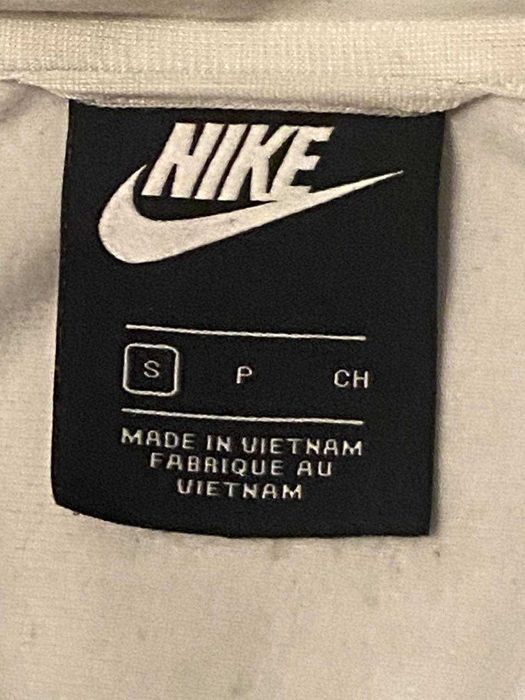 NIKE
S P CH
MADE IN VIETNAM
FABRIQUE AU
VIETNAM